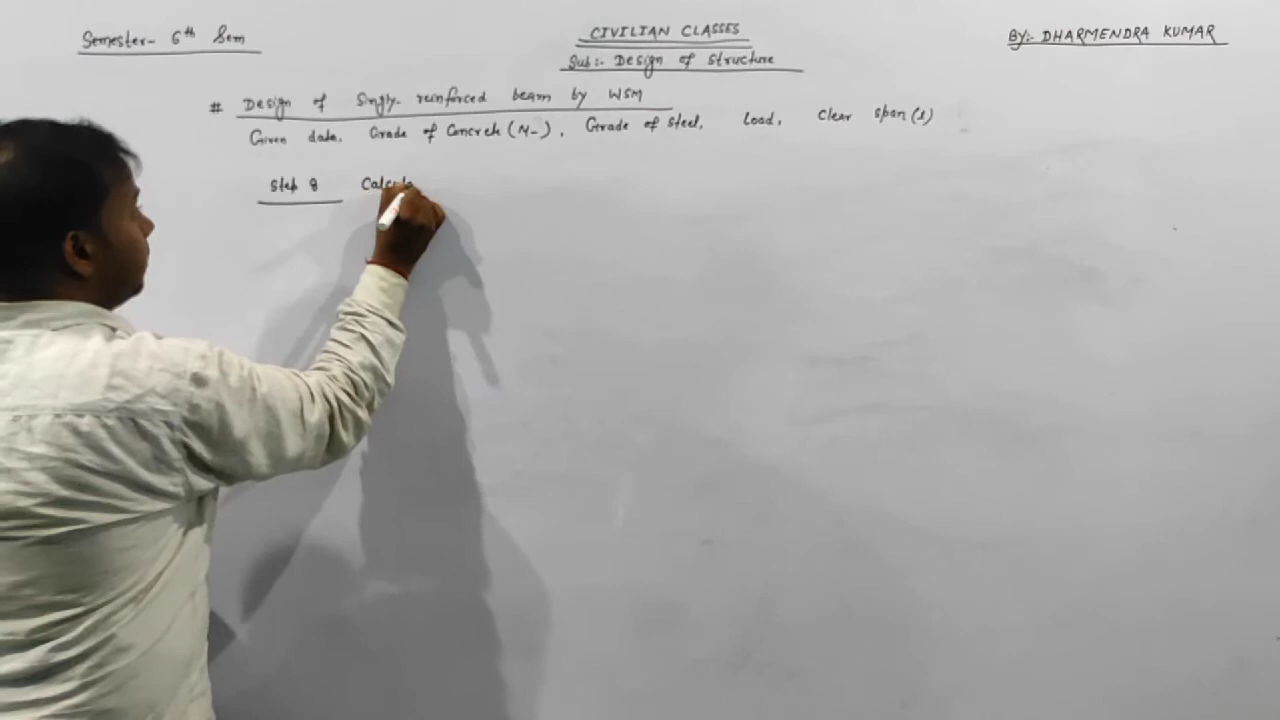 Semester- 6th Sem
CIVILIAN CLASSES
By:- DHARMENDRA KUMAR
Sub:- Design of Structure
# Design of Singly- reinforced beam by WSM
Given data, Grade of Concrete (M-), Grade of Steel, Load, Clear Span (l)
Step 8 Calcula